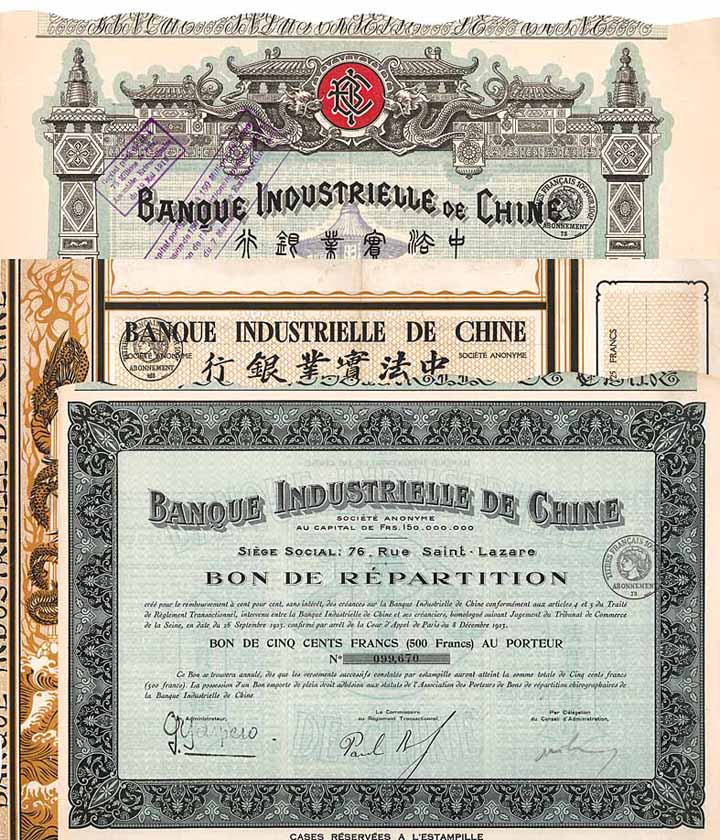 BANQUE INDUSTRIELLE DE CHINE
中法實業銀行
BANQUE INDUSTRIELLE DE CHINE
SOCIÉTÉ ANONYME
SOCIÉTÉ ANONYME
ABONNEMENT
中法實業銀行
25 FRANCS
BANQUE INDUSTRIELLE DE CHINE
BANQUE INDUSTRIELLE DE CHINE
SOCIÉTÉ ANONYME
AU CAPITAL DE FRS. 150.000.000
SIÈGE SOCIAL: 76, Rue Saint-Lazare
BON DE RÉPARTITION
créé pour le remboursement à cent pour cent, sans intérêt, des créances sur la Banque Industrielle de Chine conformément aux articles 4 et 5 du Traité
de Règlement Transactionnel, intervenu entre la Banque Industrielle de Chine et ses créanciers, homologué suivant Jugement du Tribunal de Commerce
de la Seine, en date du 26 Septembre 1923, confirmé par arrêt de la Cour d'Appel de Paris du 8 Décembre 1923.
BON DE CINQ CENTS FRANCS (500 Francs) AU PORTEUR
N° 099,670
Ce Bon se trouvera annulé, dès que les versements successifs constatés par estampille auront atteint la somme totale de Cinq cents francs
(500 francs). La possession d'un Bon emporte de plein droit adhésion aux statuts de l'Association des Porteurs de Bons de répartition chirographaires de
la Banque Industrielle de Chine
Administrateur,
Le Commissaire
au Règlement Transactionnel,
Par Délégation
du Conseil d'Administration,
ABONNEMENT
CASES RÉSERVÉES A L'ESTAMPILLE